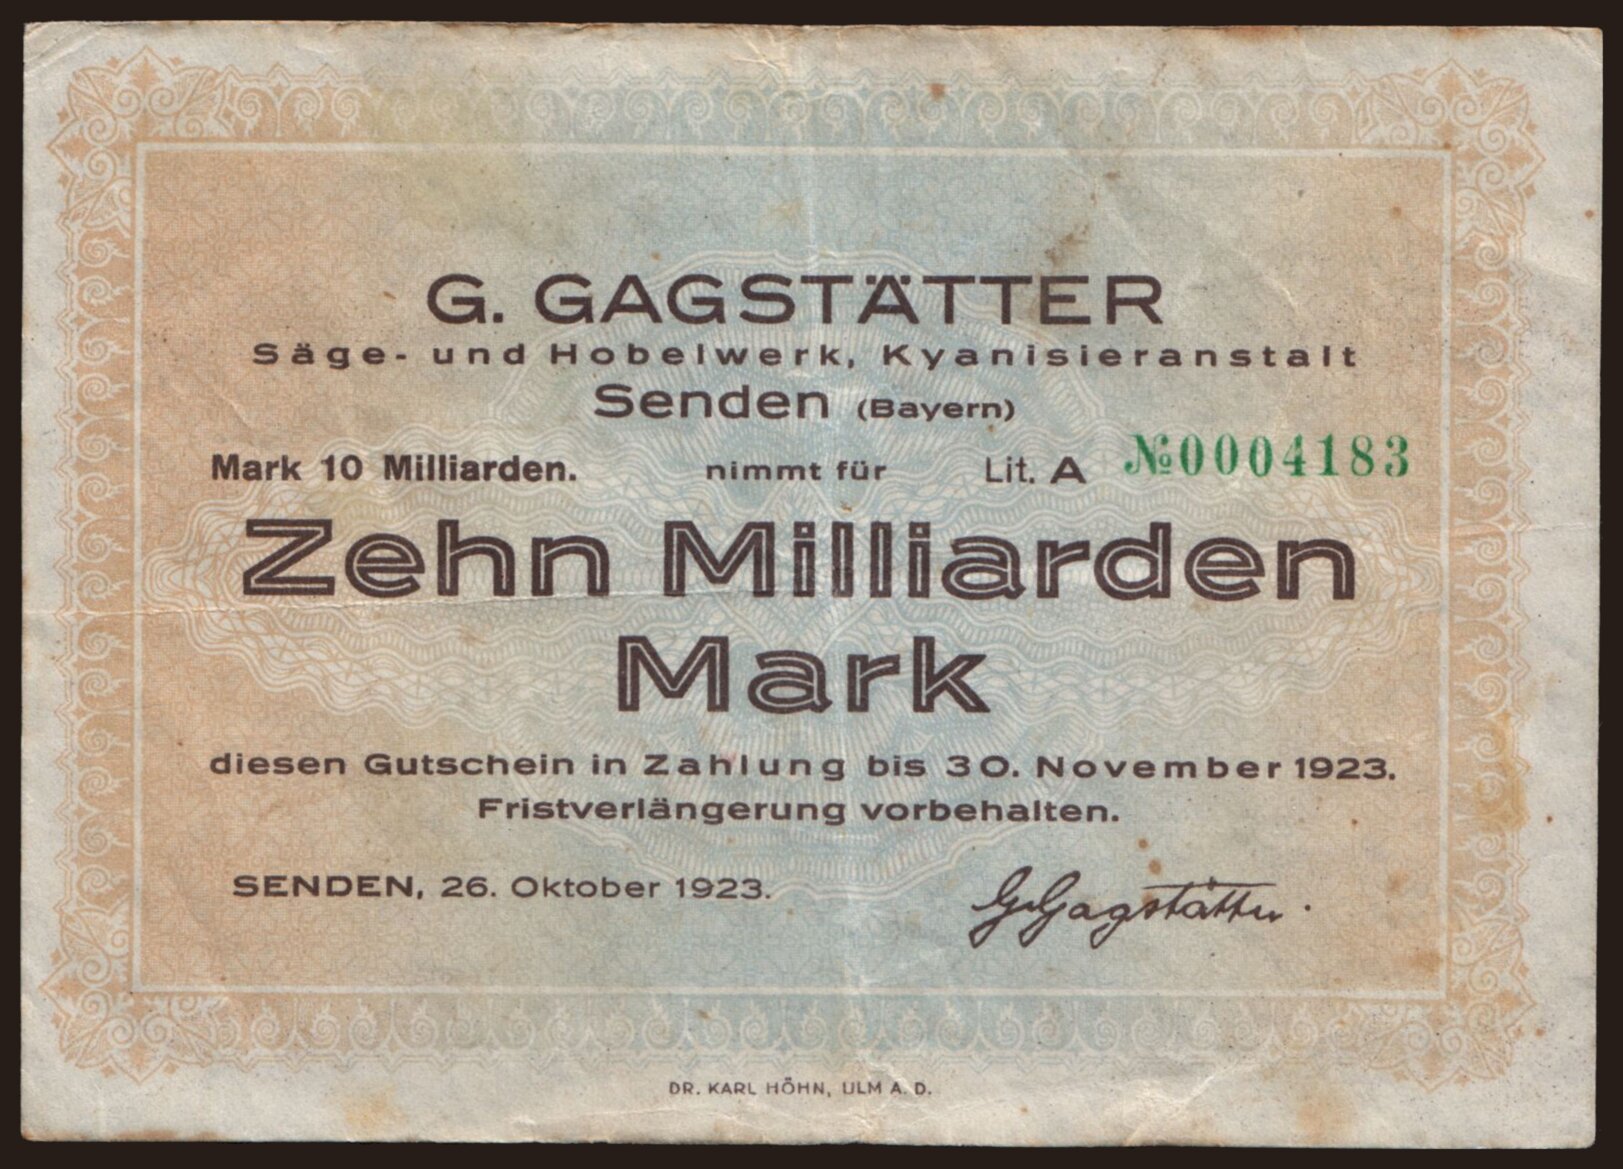 G. GAGSTÄTTER
Säge- und Hobelwerk, Kyanisieranstalt
Senden (Bayern)
Mark 10 Milliarden. nimmt für Lit. A №0004183
Zehn Milliarden
Mark
diesen Gutschein in Zahlung bis 30. November 1923.
Fristverlängerung vorbehalten.
SENDEN, 26. Oktober 1923. G. Gagstätter.
DR. KARL HÖHN, ULM A. D.